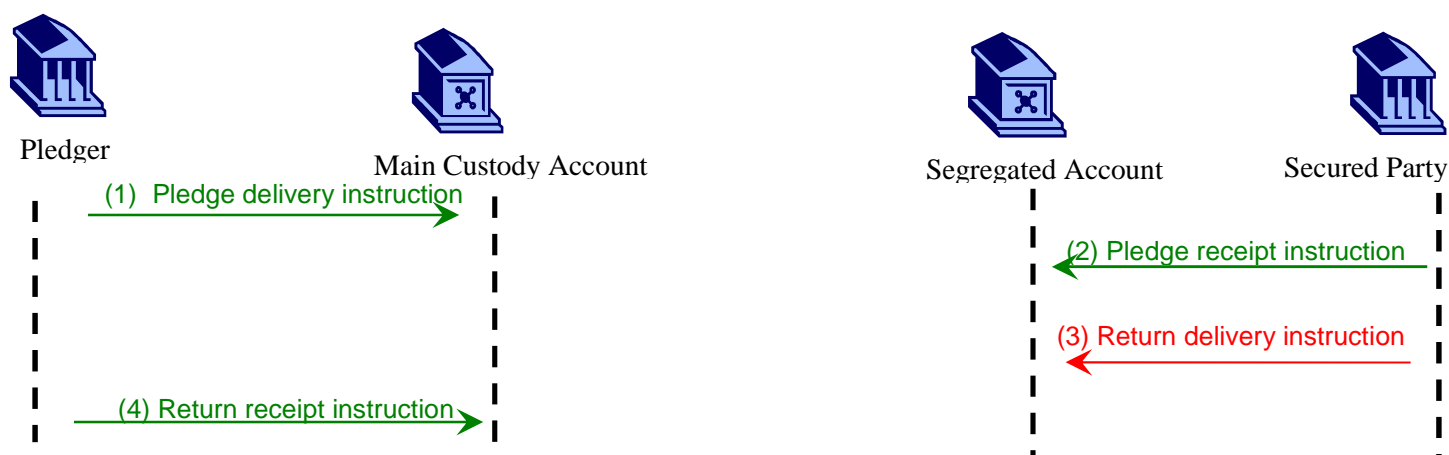 Pledger
Main Custody Account
Segregated Account
Secured Party
(1) Pledge delivery instruction
(2) Pledge receipt instruction
(3) Return delivery instruction
(4) Return receipt instruction